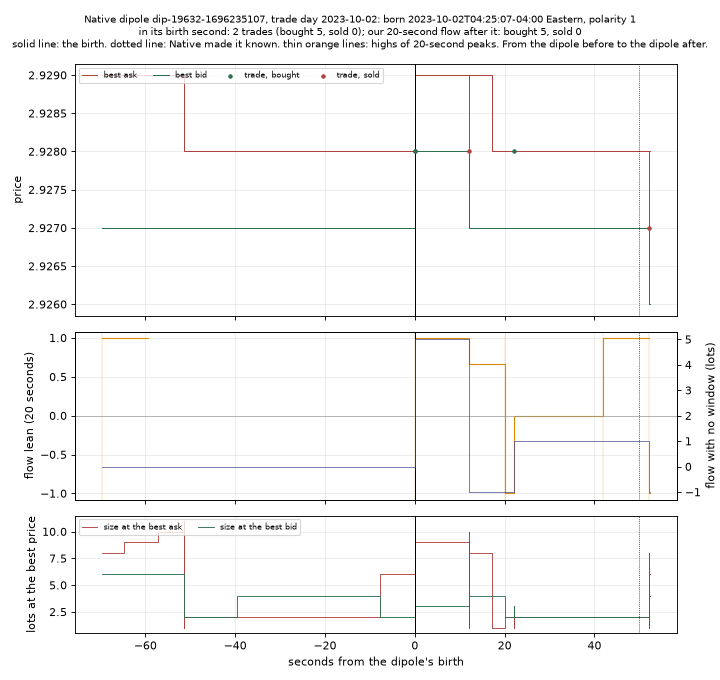 Native dipole dip-19632-1696235107, trade day 2023-10-02: born 2023-10-02T04:25:07-04:00 Eastern, polarity 1
in its birth second: 2 trades (bought 5, sold 0); our 20-second flow after it: bought 5, sold 0
solid line: the birth. dotted line: Native made it known. thin orange lines: highs of 20-second peaks. From the dipole before to the dipole after.
best ask best bid trade, bought trade, sold
2.9290
2.9285
2.9280
2.9275
2.9270
2.9265
2.9260
price
1.0
0.5
0.0
−0.5
−1.0
flow lean (20 seconds)
5
4
3
2
1
0
−1
flow with no window (lots)
size at the best ask size at the best bid
10.0
7.5
5.0
2.5
lots at the best price
−60 −40 −20 0 20 40
seconds from the dipole's birth